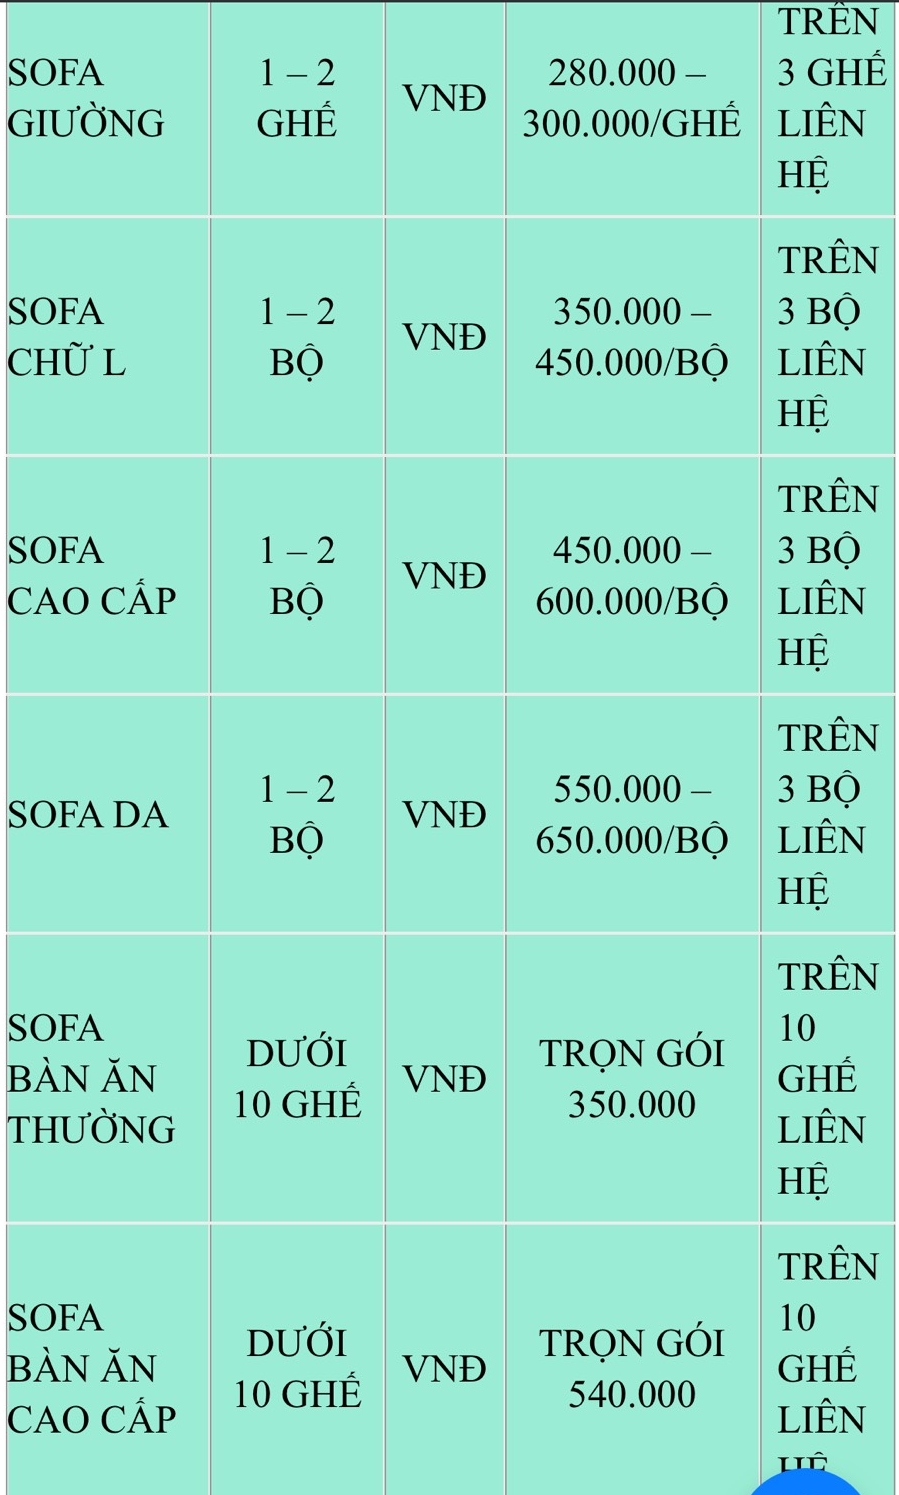 SOFA
GIƯỜNG
1 – 2
GHẾ
VNĐ
280.000 –
300.000/GHẾ
TRÊN
3 GHẾ
LIÊN
HỆ
SOFA
CHỮ L
1 – 2
BỘ
VNĐ
350.000 –
450.000/BỘ
TRÊN
3 BỘ
LIÊN
HỆ
SOFA
CAO CẤP
1 – 2
BỘ
VNĐ
450.000 –
600.000/BỘ
TRÊN
3 BỘ
LIÊN
HỆ
SOFA DA
1 – 2
BỘ
VNĐ
550.000 –
650.000/BỘ
TRÊN
3 BỘ
LIÊN
HỆ
SOFA
BÀN ĂN
THƯỜNG
DƯỚI
10 GHẾ
VNĐ
TRỌN GÓI
350.000
TRÊN
10
GHẾ
LIÊN
HỆ
SOFA
BÀN ĂN
CAO CẤP
DƯỚI
10 GHẾ
VNĐ
TRỌN GÓI
540.000
TRÊN
10
GHẾ
LIÊN